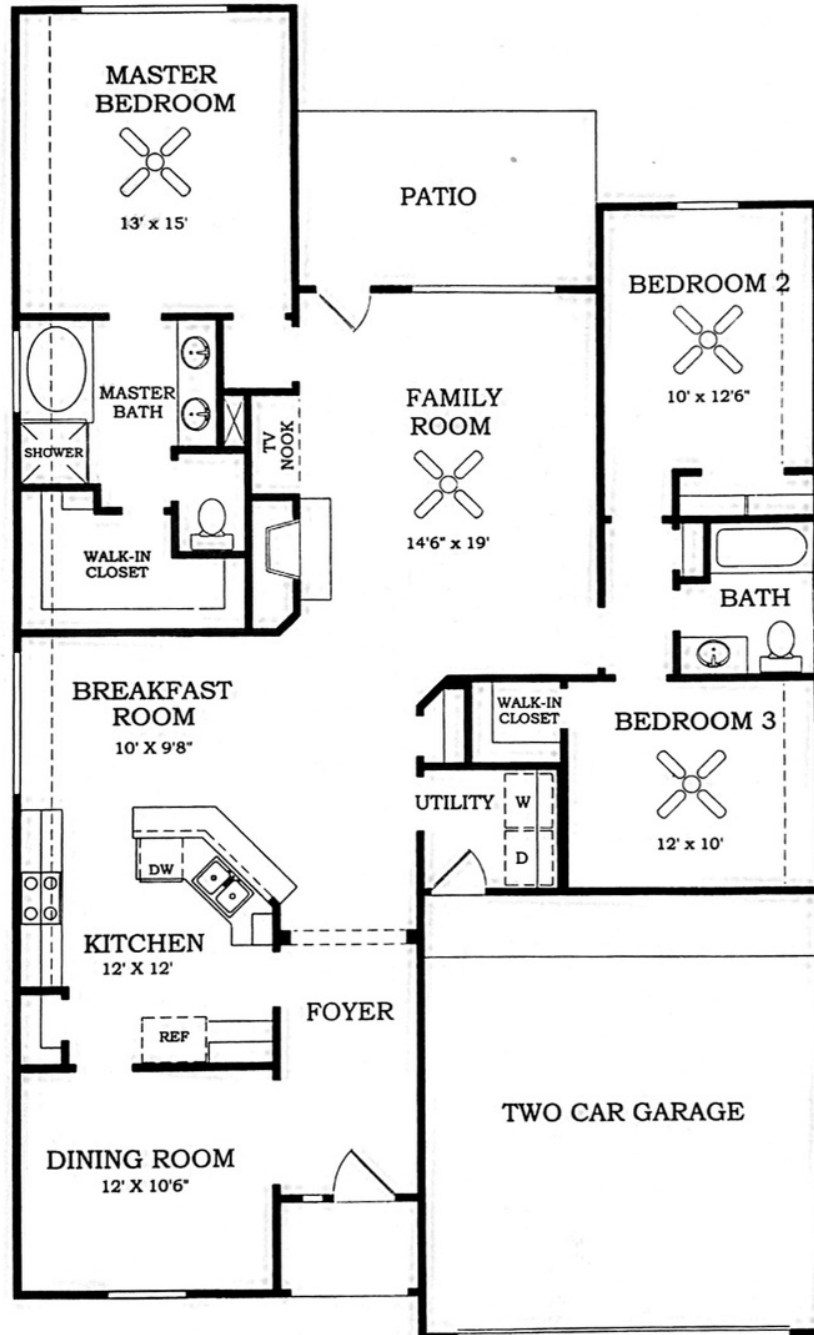 MASTER
BEDROOM
13' x 15'
PATIO
BEDROOM 2
10' x 12'6"
MASTER
BATH
SHOWER
TV
NOOK
FAMILY
ROOM
14'6" x 19'
WALK-IN
CLOSET
BATH
BREAKFAST
ROOM
10' X 9'8"
WALK-IN
CLOSET
BEDROOM 3
12' x 10'
UTILITY
W
D
DW
KITCHEN
12' X 12'
REF
FOYER
TWO CAR GARAGE
DINING ROOM
12' X 10'6"